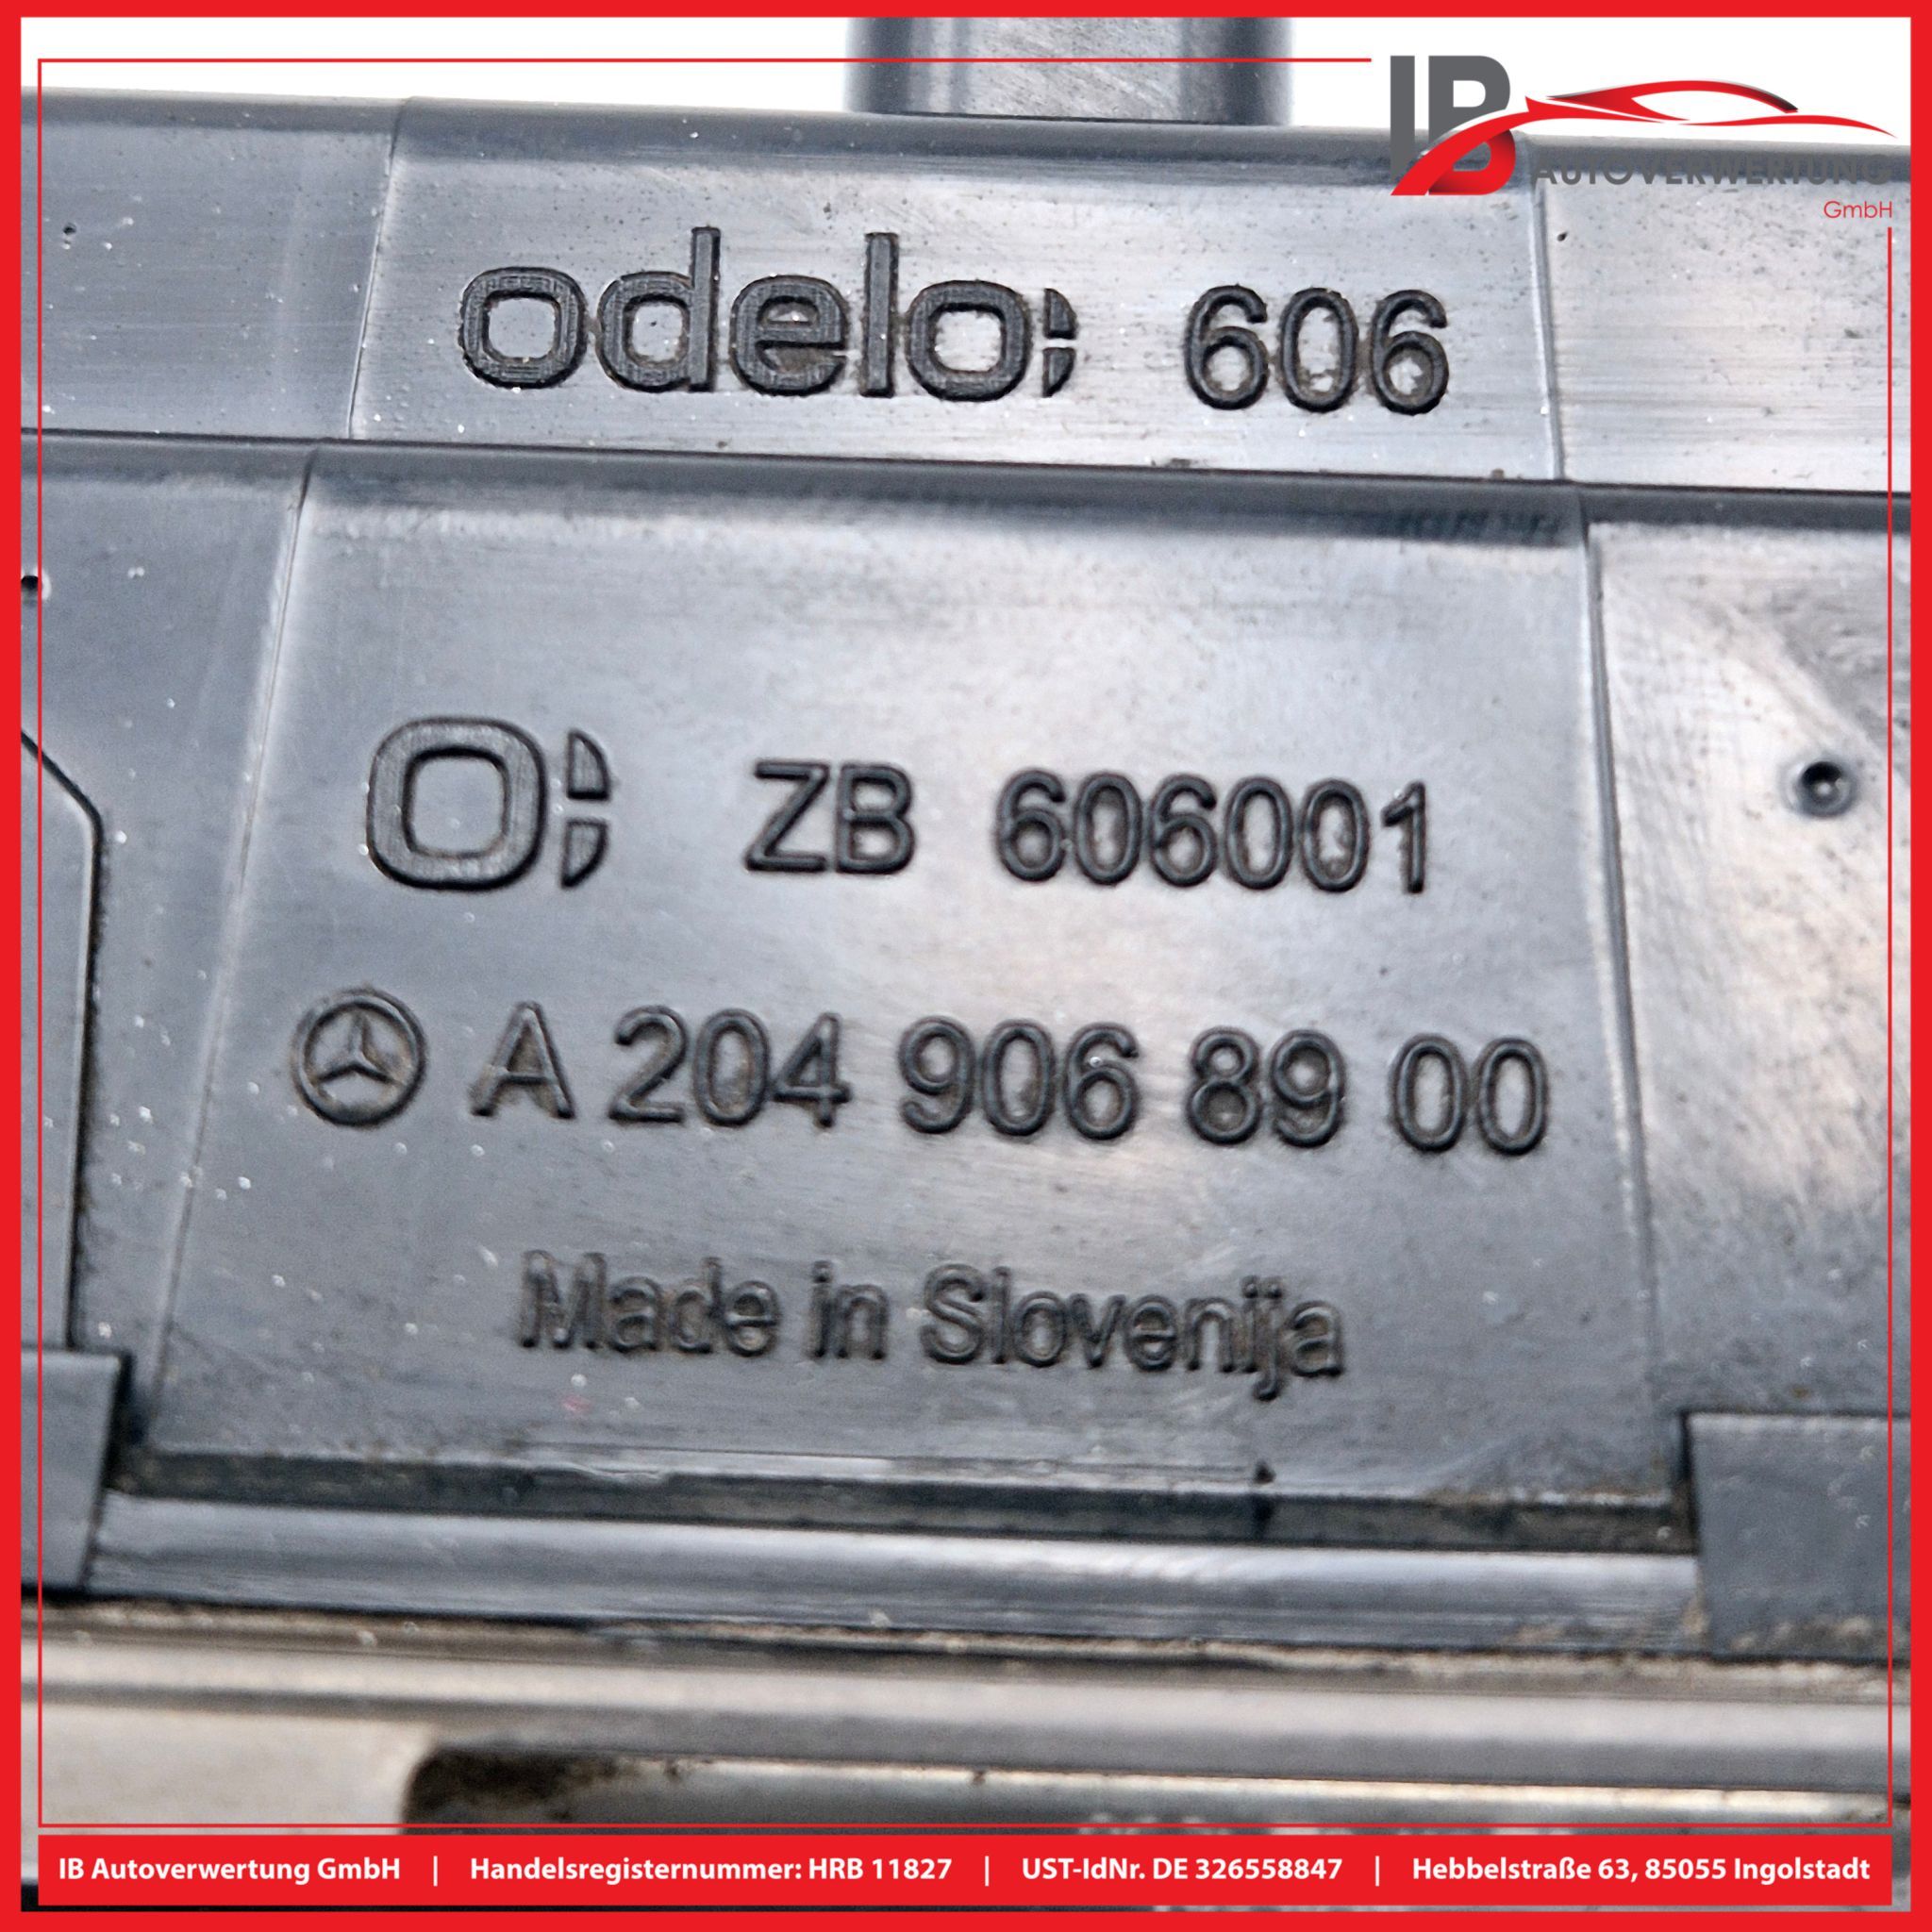 IB
AUTOVERWERTUNG
GmbH
odelo; 606
O; ZB 606001
A 204 906 89 00
Made in Slovenija
IB Autoverwertung GmbH | Handelsregisternummer: HRB 11827 | UST-IdNr. DE 326558847 | Hebbelstraße 63, 85055 Ingolstadt